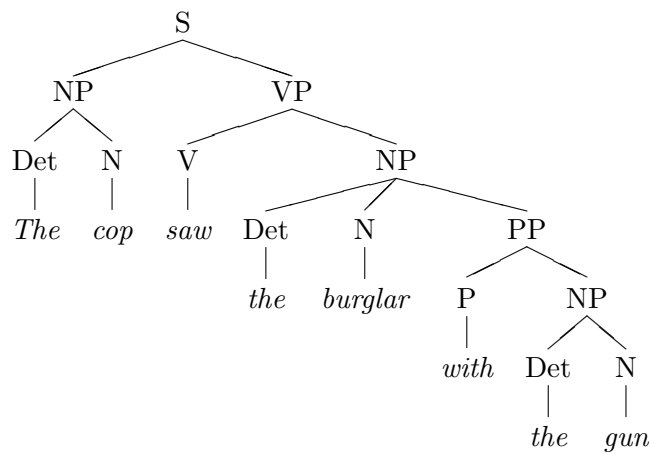 S
NP VP
Det N V NP
The cop saw Det N PP
the burglar P NP
with Det N
the gun